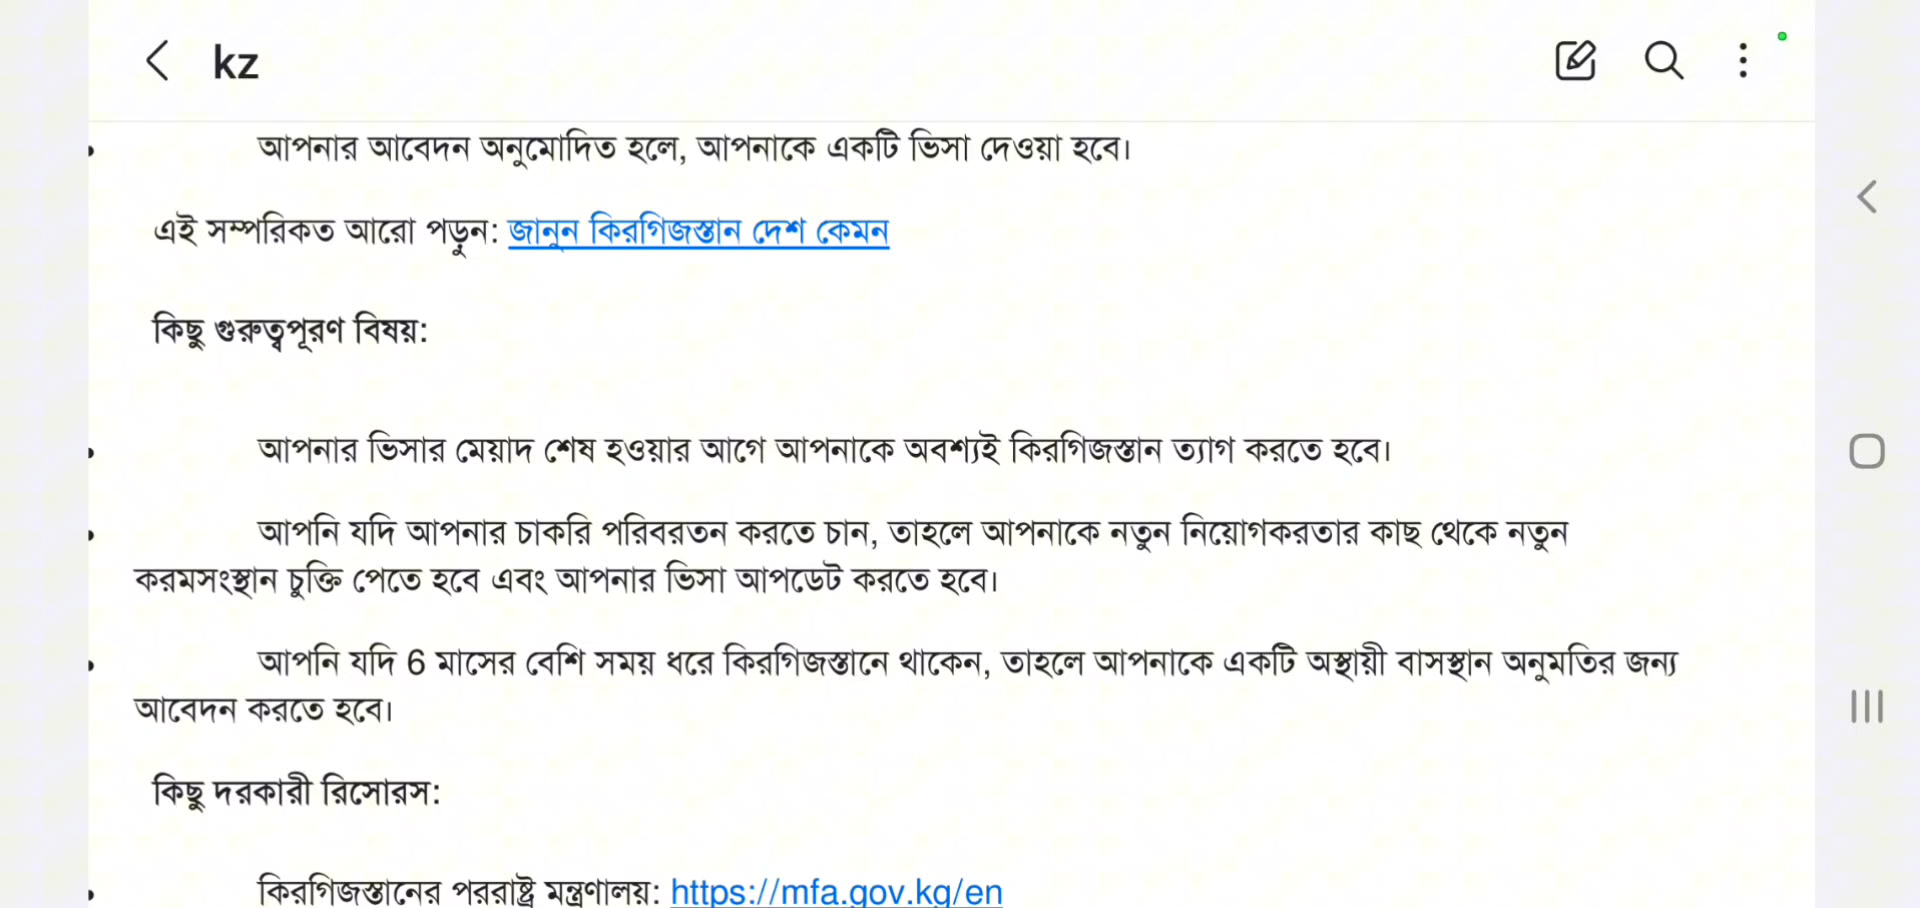 kz
আপনার আবেদন অনুমোদিত হলে, আপনাকে একটি ভিসা দেওয়া হবে।
এই সম্পরিকত আরো পড়ুন: জানুন কিরগিজস্তান দেশ কেমন
কিছু গুরুত্বপূরণ বিষয়:
আপনার ভিসার মেয়াদ শেষ হওয়ার আগে আপনাকে অবশ্যই কিরগিজস্তান ত্যাগ করতে হবে।
আপনি যদি আপনার চাকরি পরিবরতন করতে চান, তাহলে আপনাকে নতুন নিয়োগকরতার কাছ থেকে নতুন
করমসংস্থান চুক্তি পেতে হবে এবং আপনার ভিসা আপডেট করতে হবে।
আপনি যদি 6 মাসের বেশি সময় ধরে কিরগিজস্তানে থাকেন, তাহলে আপনাকে একটি অস্থায়ী বাসস্থান অনুমতির জন্য
আবেদন করতে হবে।
কিছু দরকারী রিসোরস:
কিরগিজস্তানের পররাষ্ট্র মন্ত্রণালয়: https://mfa.gov.kg/en